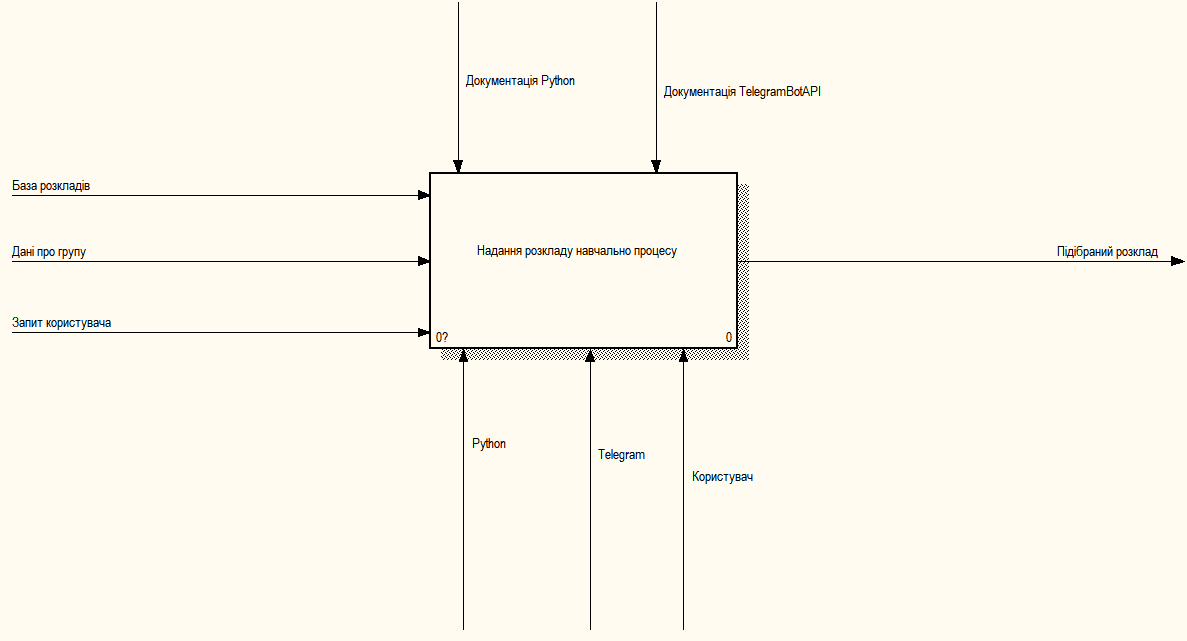 Документація Python
Документація TelegramBotAPI
База розкладів
Дані про групу
Надання розкладу навчально процесу
Підібраний розклад
Запит користувача
0?
0
Python
Telegram
Користувач